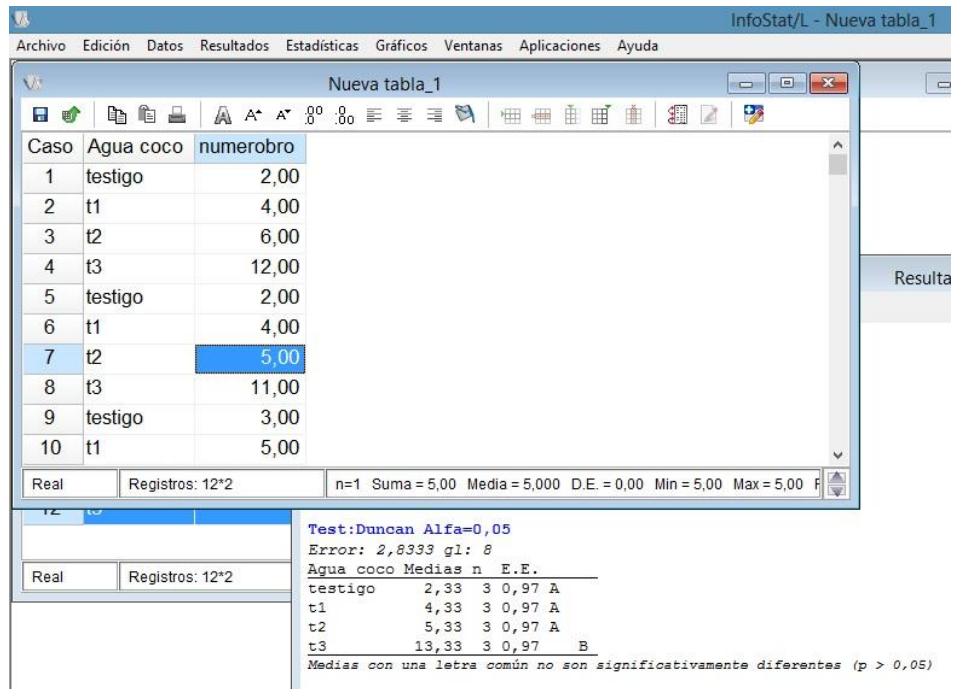 InfoStat/L - Nueva tabla_1
Archivo Edición Datos Resultados Estadísticas Gráficos Ventanas Aplicaciones Ayuda
Nueva tabla_1
Caso Agua coco numerobro
1 testigo 2,00
2 t1 4,00
3 t2 6,00
4 t3 12,00
5 testigo 2,00
6 t1 4,00
7 t2 5,00
8 t3 11,00
9 testigo 3,00
10 t1 5,00
Real Registros: 12*2 n=1 Suma = 5,00 Media = 5,000 D.E. = 0,00 Min = 5,00 Max = 5,00
Resulta
12 t3
Real Registros: 12*2
Test:Duncan Alfa=0,05
Error: 2,8333 gl: 8
Agua coco Medias n E.E.
testigo 2,33 3 0,97 A
t1 4,33 3 0,97 A
t2 5,33 3 0,97 A
t3 13,33 3 0,97 B
Medias con una letra común no son significativamente diferentes (p > 0,05)